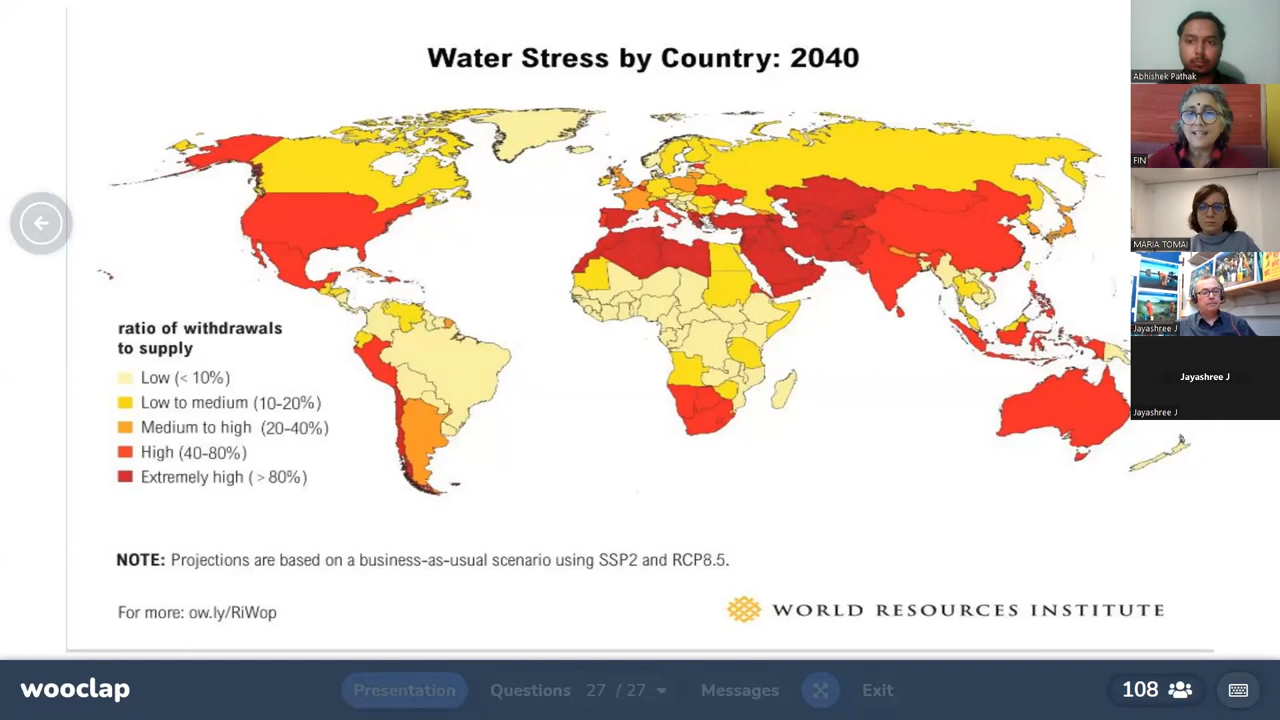 Water Stress by Country: 2040
ratio of withdrawals
to supply
Low (< 10%)
Low to medium (10-20%)
Medium to high (20-40%)
High (40-80%)
Extremely high (> 80%)
NOTE: Projections are based on a business-as-usual scenario using SSP2 and RCP8.5.
For more: ow.ly/RiWop
WORLD RESOURCES INSTITUTE
Abhishek Pathak
FIN
MARIA TOMAI
Jayashree J
Jayashree J
Jayashree J
wooclap
Presentation
Questions 27 / 27
Messages
Exit
108